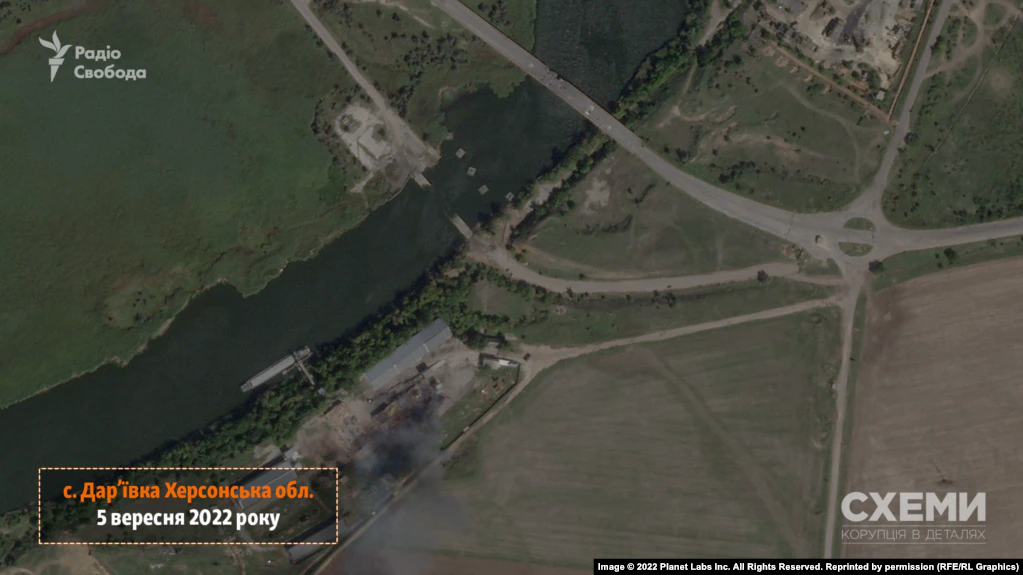 Радіо
Свобода
с. Дар'ївка Херсонська обл.
5 вересня 2022 року
СХЕМИ
КОРУПЦІЯ В ДЕТАЛЯХ
Image © 2022 Planet Labs Inc. All Rights Reserved. Reprinted by permission (RFE/RL Graphics)